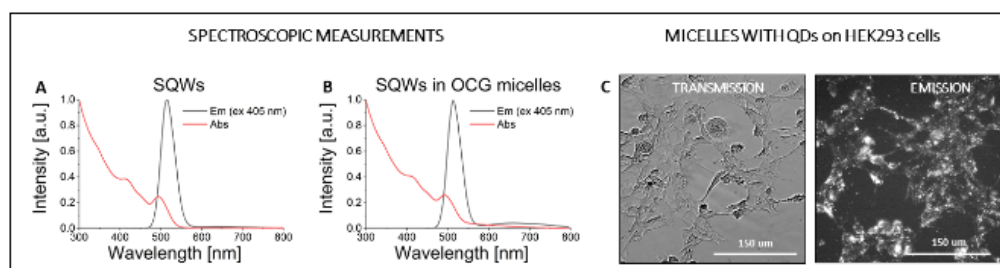 SPECTROSCOPIC MEASUREMENTS
MICELLES WITH QDs on HEK293 cells
A
SQWs
1.0
0.8
0.6
0.4
0.2
0.0
Intensity [a.u.]
Em (ex 405 nm)
Abs
300 400 500 600 700 800
Wavelength [nm]
B
SQWs in OCG micelles
1.0
0.8
0.6
0.4
0.2
0.0
Intensity [a.u.]
Em (ex 405 nm)
Abs
300 400 500 600 700 800
Wavelength [nm]
C
TRANSMISSION
150 um
EMISSION
150 um